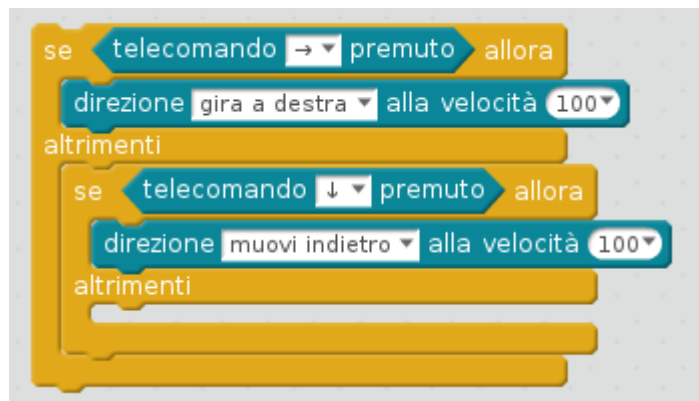 se telecomando → premuto allora
direzione gira a destra alla velocità 100
altrimenti
se telecomando ↓ premuto allora
direzione muovi indietro alla velocità 100
altrimenti